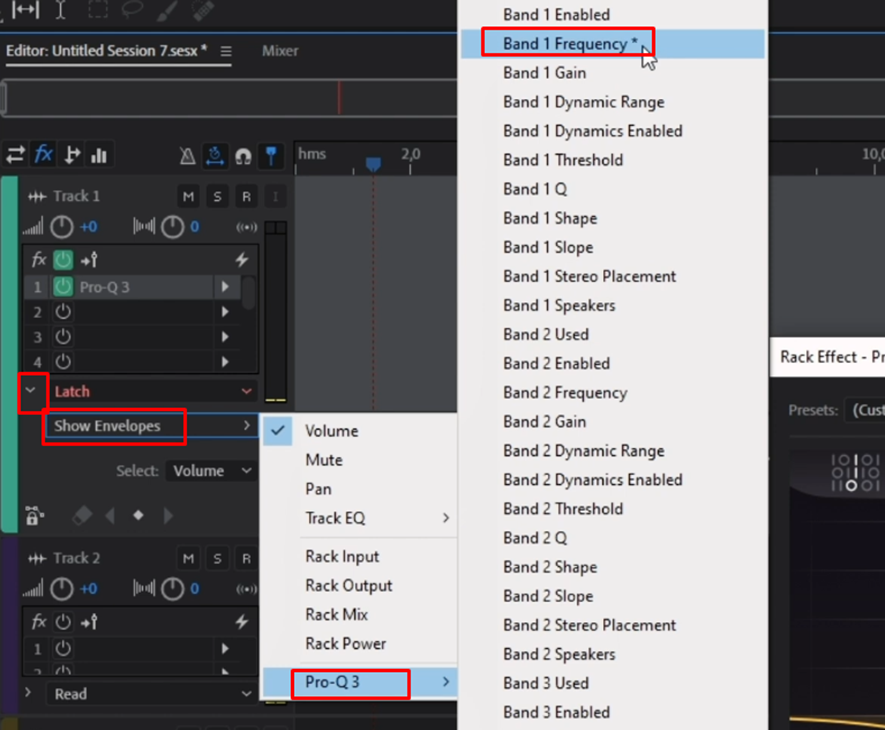 Editor: Untitled Session 7.sesx *
Mixer
hms
2,0
10,0
Track 1
M
S
R
I
+0
0
fx
1
Pro-Q 3
2
3
4
Latch
Show Envelopes
Select:
Volume
Track 2
M
S
R
+0
0
fx
1
Read
Volume
Mute
Pan
Track EQ
Rack Input
Rack Output
Rack Mix
Rack Power
Pro-Q 3
Band 1 Enabled
Band 1 Frequency *
Band 1 Gain
Band 1 Dynamic Range
Band 1 Dynamics Enabled
Band 1 Threshold
Band 1 Q
Band 1 Shape
Band 1 Slope
Band 1 Stereo Placement
Band 1 Speakers
Band 2 Used
Band 2 Enabled
Band 2 Frequency
Band 2 Gain
Band 2 Dynamic Range
Band 2 Dynamics Enabled
Band 2 Threshold
Band 2 Q
Band 2 Shape
Band 2 Slope
Band 2 Stereo Placement
Band 2 Speakers
Band 3 Used
Band 3 Enabled
Rack Effect - Pr
Presets:
(Cust